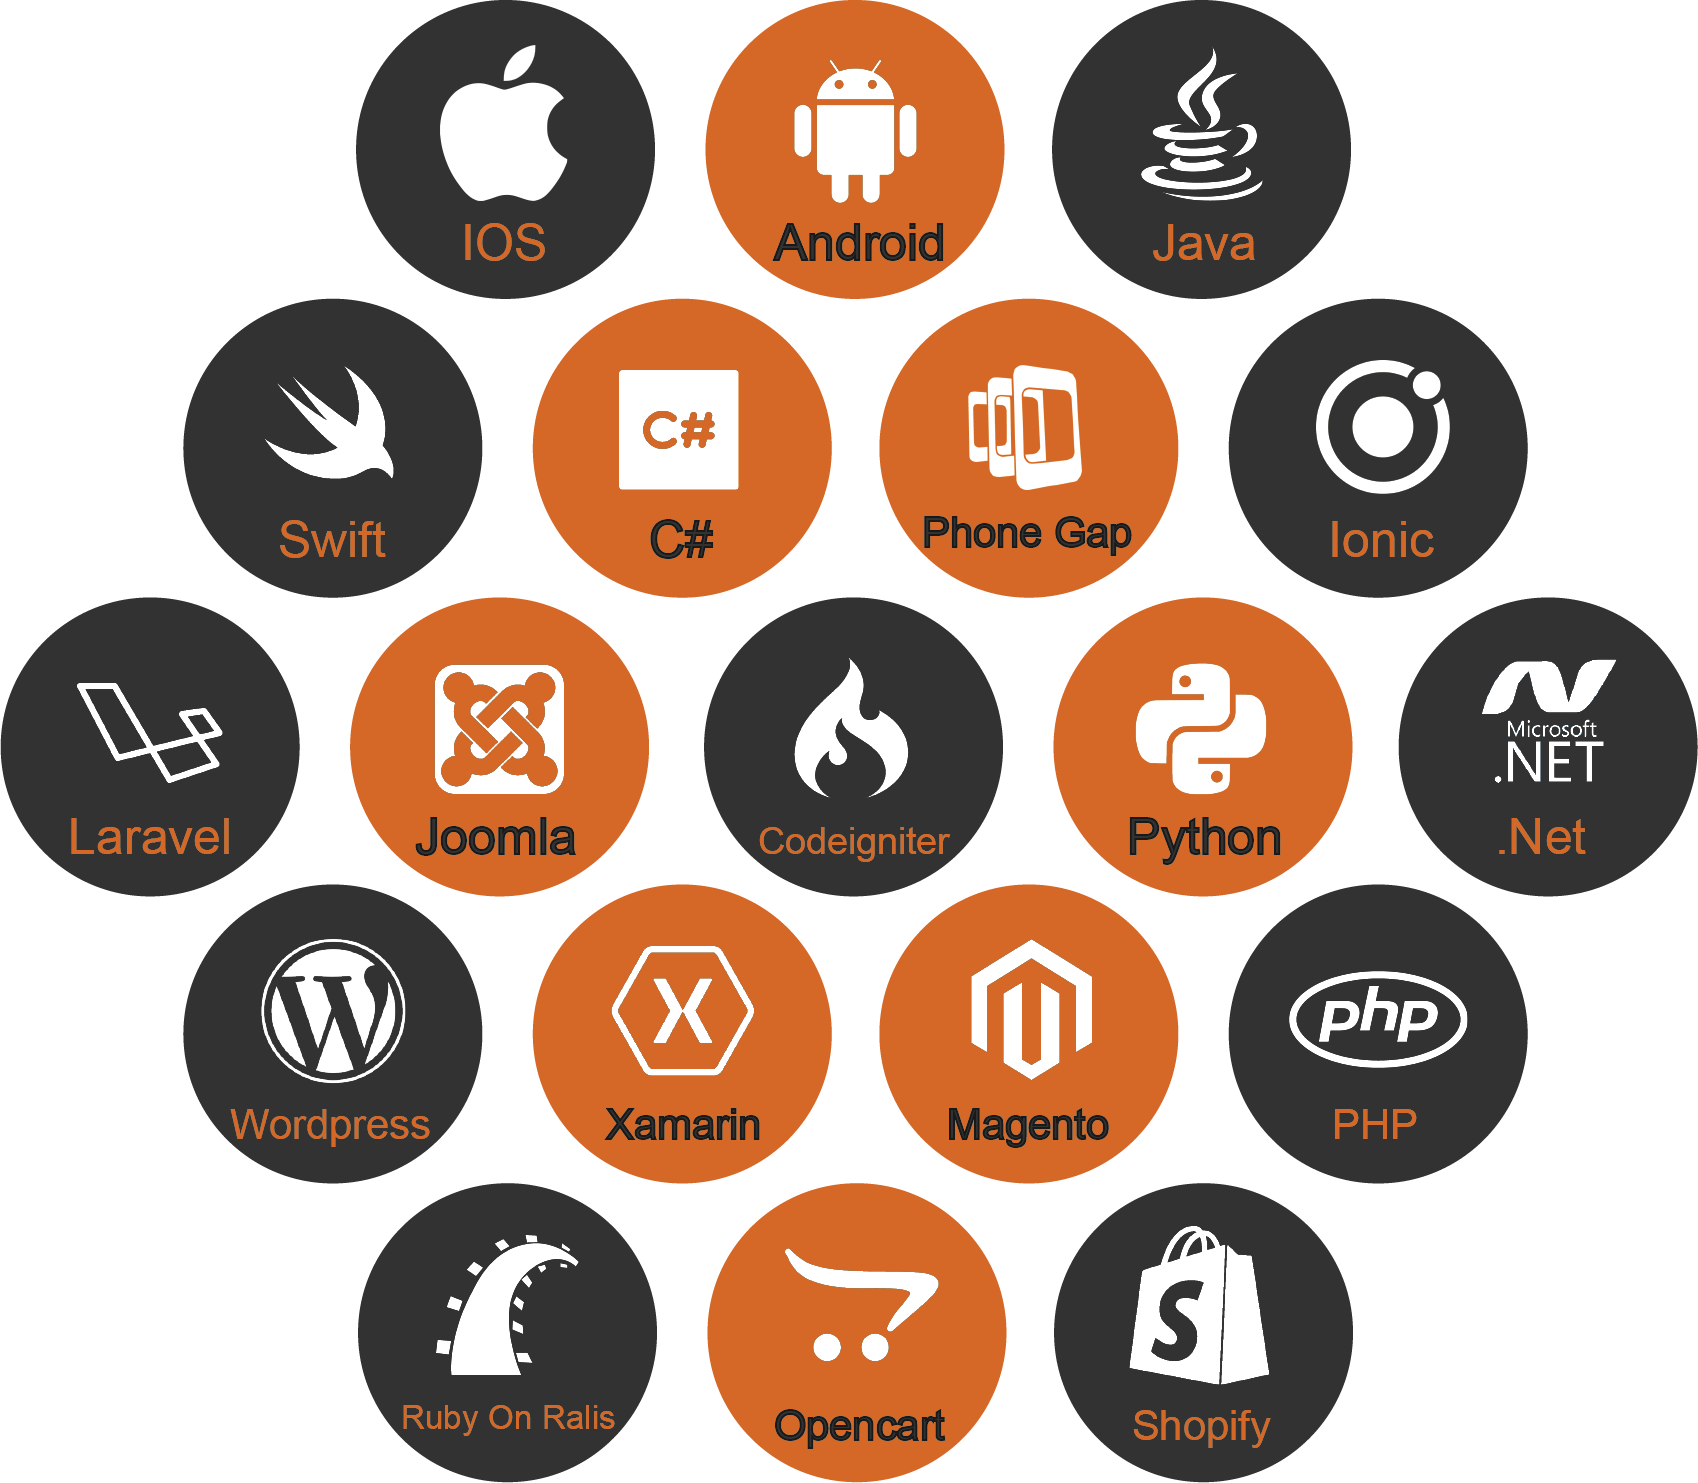 IOS
Android
Java
C#
Swift
C#
Phone Gap
Ionic
Microsoft
.NET
Laravel
Joomla
Codeigniter
Python
.Net
W
X
php
Wordpress
Xamarin
Magento
PHP
S
Ruby On Ralis
Opencart
Shopify